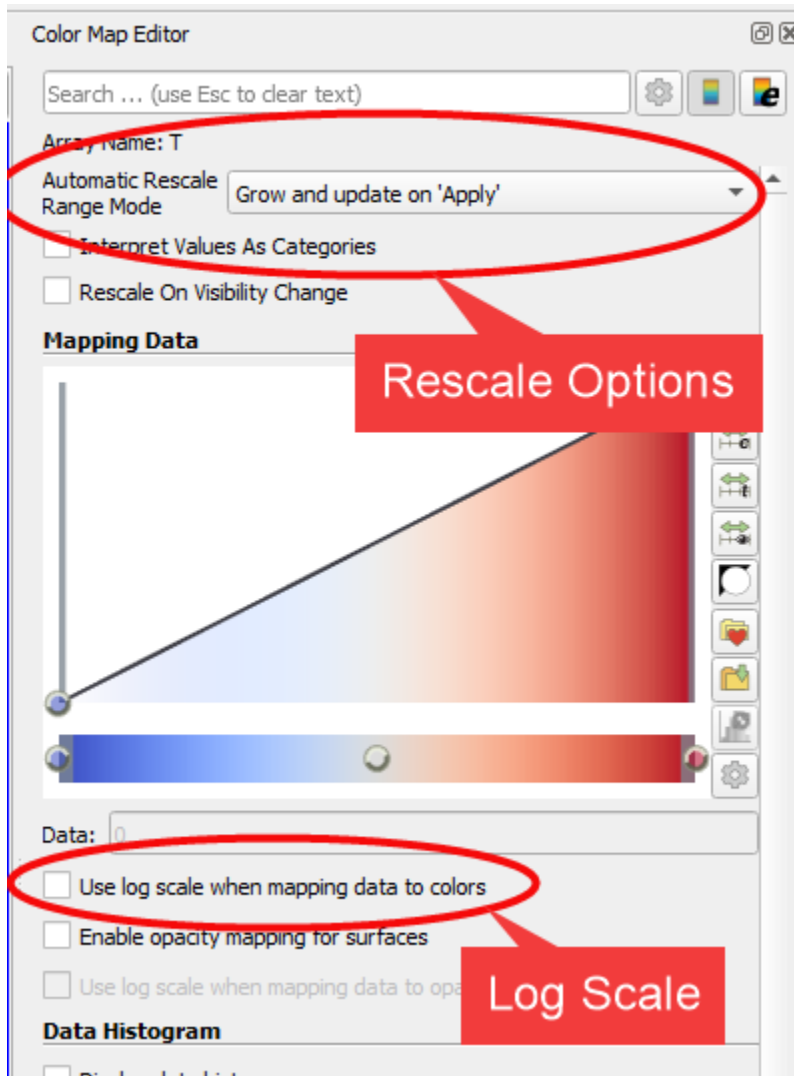 Color Map Editor
Search ... (use Esc to clear text)
Array Name: T
Automatic Rescale
Range Mode
Grow and update on 'Apply'
Interpret Values As Categories
Rescale On Visibility Change
Mapping Data
Rescale Options
Data: 0
Use log scale when mapping data to colors
Enable opacity mapping for surfaces
Use log scale when mapping data to
Log Scale
Data Histogram